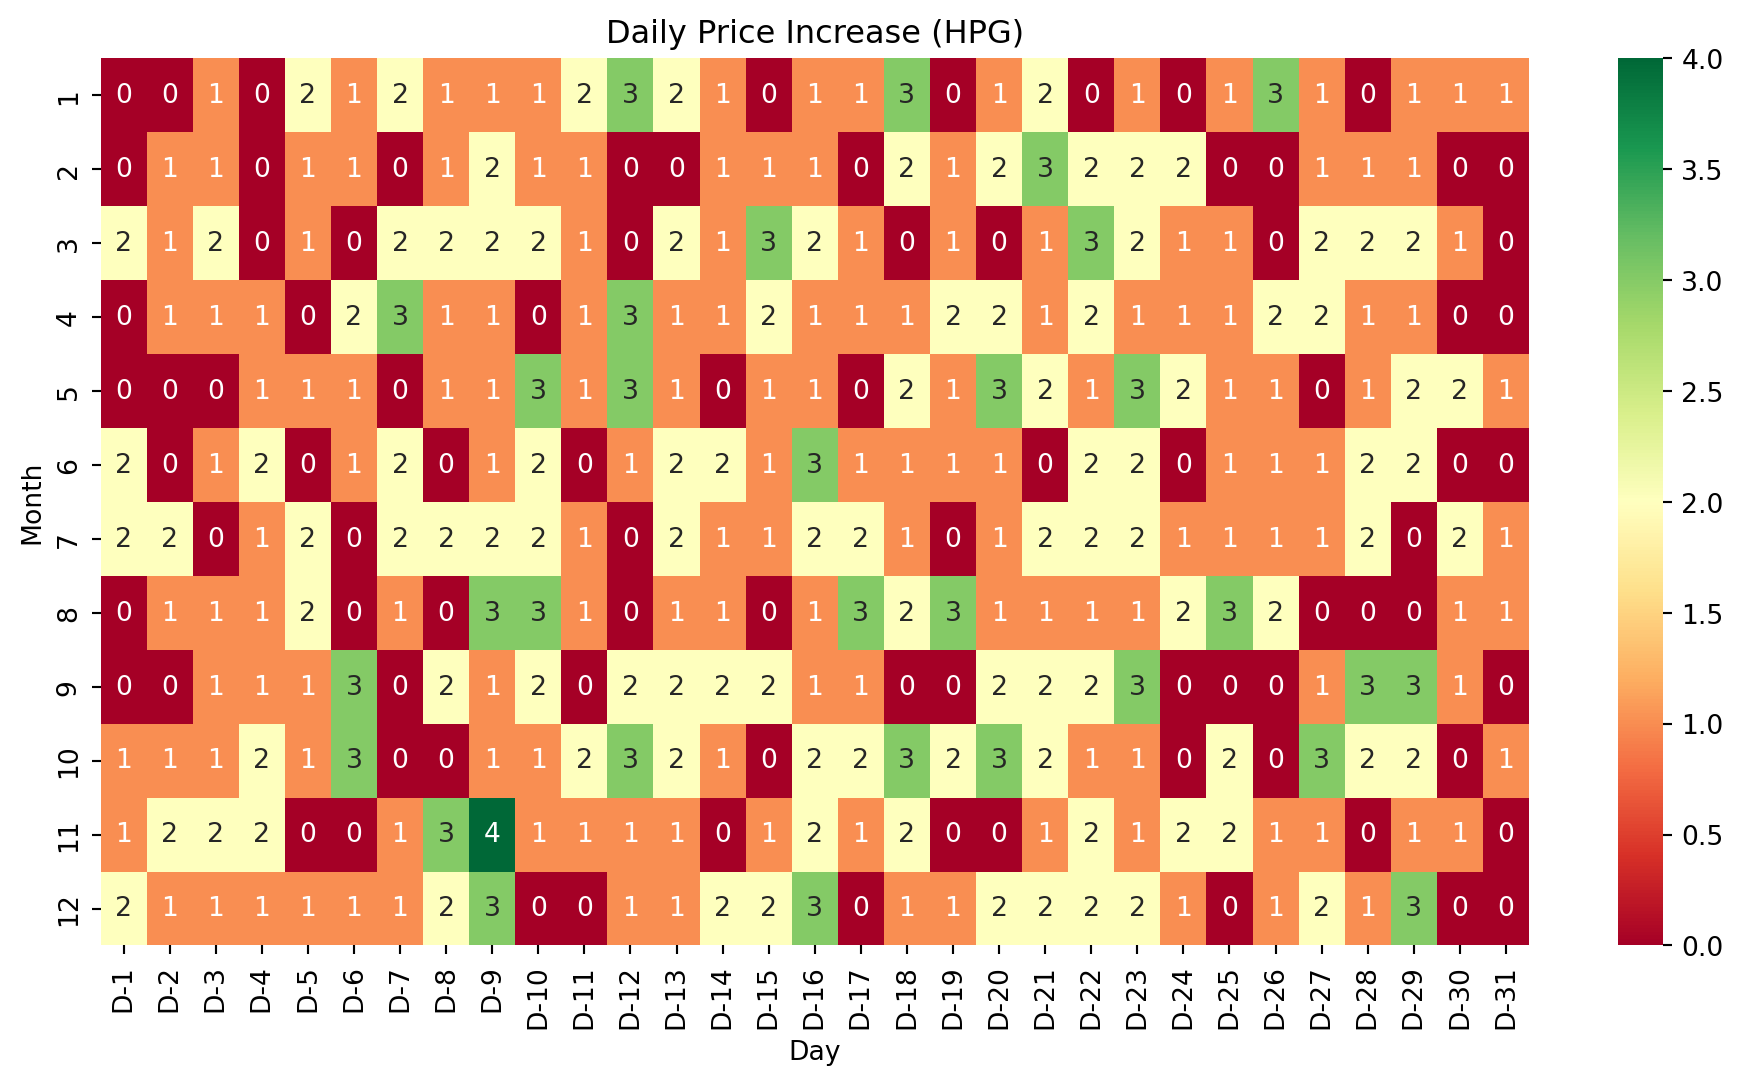 Daily Price Increase (HPG)
1 0 0 1 0 2 1 2 1 1 1 2 3 2 1 0 1 1 3 0 1 2 0 1 0 1 3 1 0 1 1 1
2 0 1 1 0 1 1 0 1 2 1 1 0 0 1 1 1 0 2 1 2 3 2 2 2 0 0 1 1 1 0 0
3 2 1 2 0 1 0 2 2 2 2 1 0 2 1 3 2 1 0 1 0 1 3 2 1 1 0 2 2 2 1 0
4 0 1 1 1 0 2 3 1 1 0 1 3 1 1 2 1 1 1 2 2 1 2 1 1 1 2 2 1 1 0 0
5 0 0 0 1 1 1 0 1 1 3 1 3 1 0 1 1 0 2 1 3 2 1 3 2 1 1 0 1 2 2 1
6 2 0 1 2 0 1 2 0 1 2 0 1 2 2 1 3 1 1 1 1 0 2 2 0 1 1 1 2 2 0 0
7 2 2 0 1 2 0 2 2 2 2 1 0 2 1 1 2 2 1 0 1 2 2 2 1 1 1 1 2 0 2 1
8 0 1 1 1 2 0 1 0 3 3 1 0 1 1 0 1 3 2 3 1 1 1 1 2 3 2 0 0 0 1 1
9 0 0 1 1 1 3 0 2 1 2 0 2 2 2 2 1 1 0 0 2 2 2 3 0 0 0 1 3 3 1 0
10 1 1 1 2 1 3 0 0 1 1 2 3 2 1 0 2 2 3 2 3 2 1 1 0 2 0 3 2 2 0 1
11 1 2 2 2 0 0 1 3 4 1 1 1 1 0 1 2 1 2 0 0 1 2 1 2 2 1 1 0 1 1 0
12 2 1 1 1 1 1 1 2 3 0 0 1 1 2 2 3 0 1 1 2 2 2 2 1 0 1 2 1 3 0 0
Month
D-1 D-2 D-3 D-4 D-5 D-6 D-7 D-8 D-9 D-10 D-11 D-12 D-13 D-14 D-15 D-16 D-17 D-18 D-19 D-20 D-21 D-22 D-23 D-24 D-25 D-26 D-27 D-28 D-29 D-30 D-31
Day
4.0
3.5
3.0
2.5
2.0
1.5
1.0
0.5
0.0